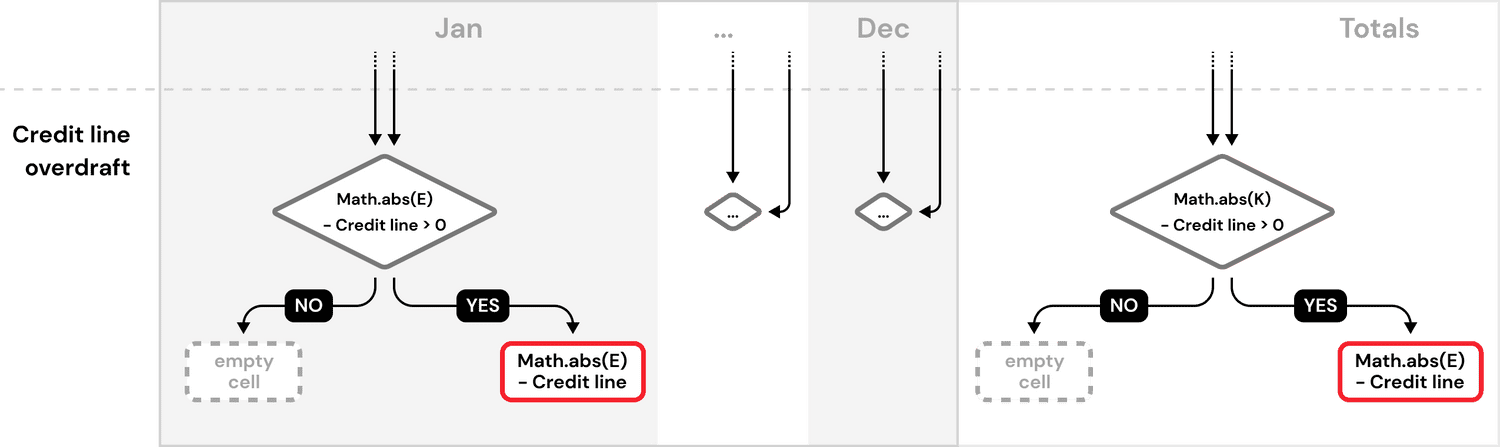 Jan
...
Dec
Totals
Credit line
overdraft
Math.abs(E)
- Credit line > 0
...
...
Math.abs(K)
- Credit line > 0
NO
YES
NO
YES
empty
cell
Math.abs(E)
- Credit line
empty
cell
Math.abs(E)
- Credit line